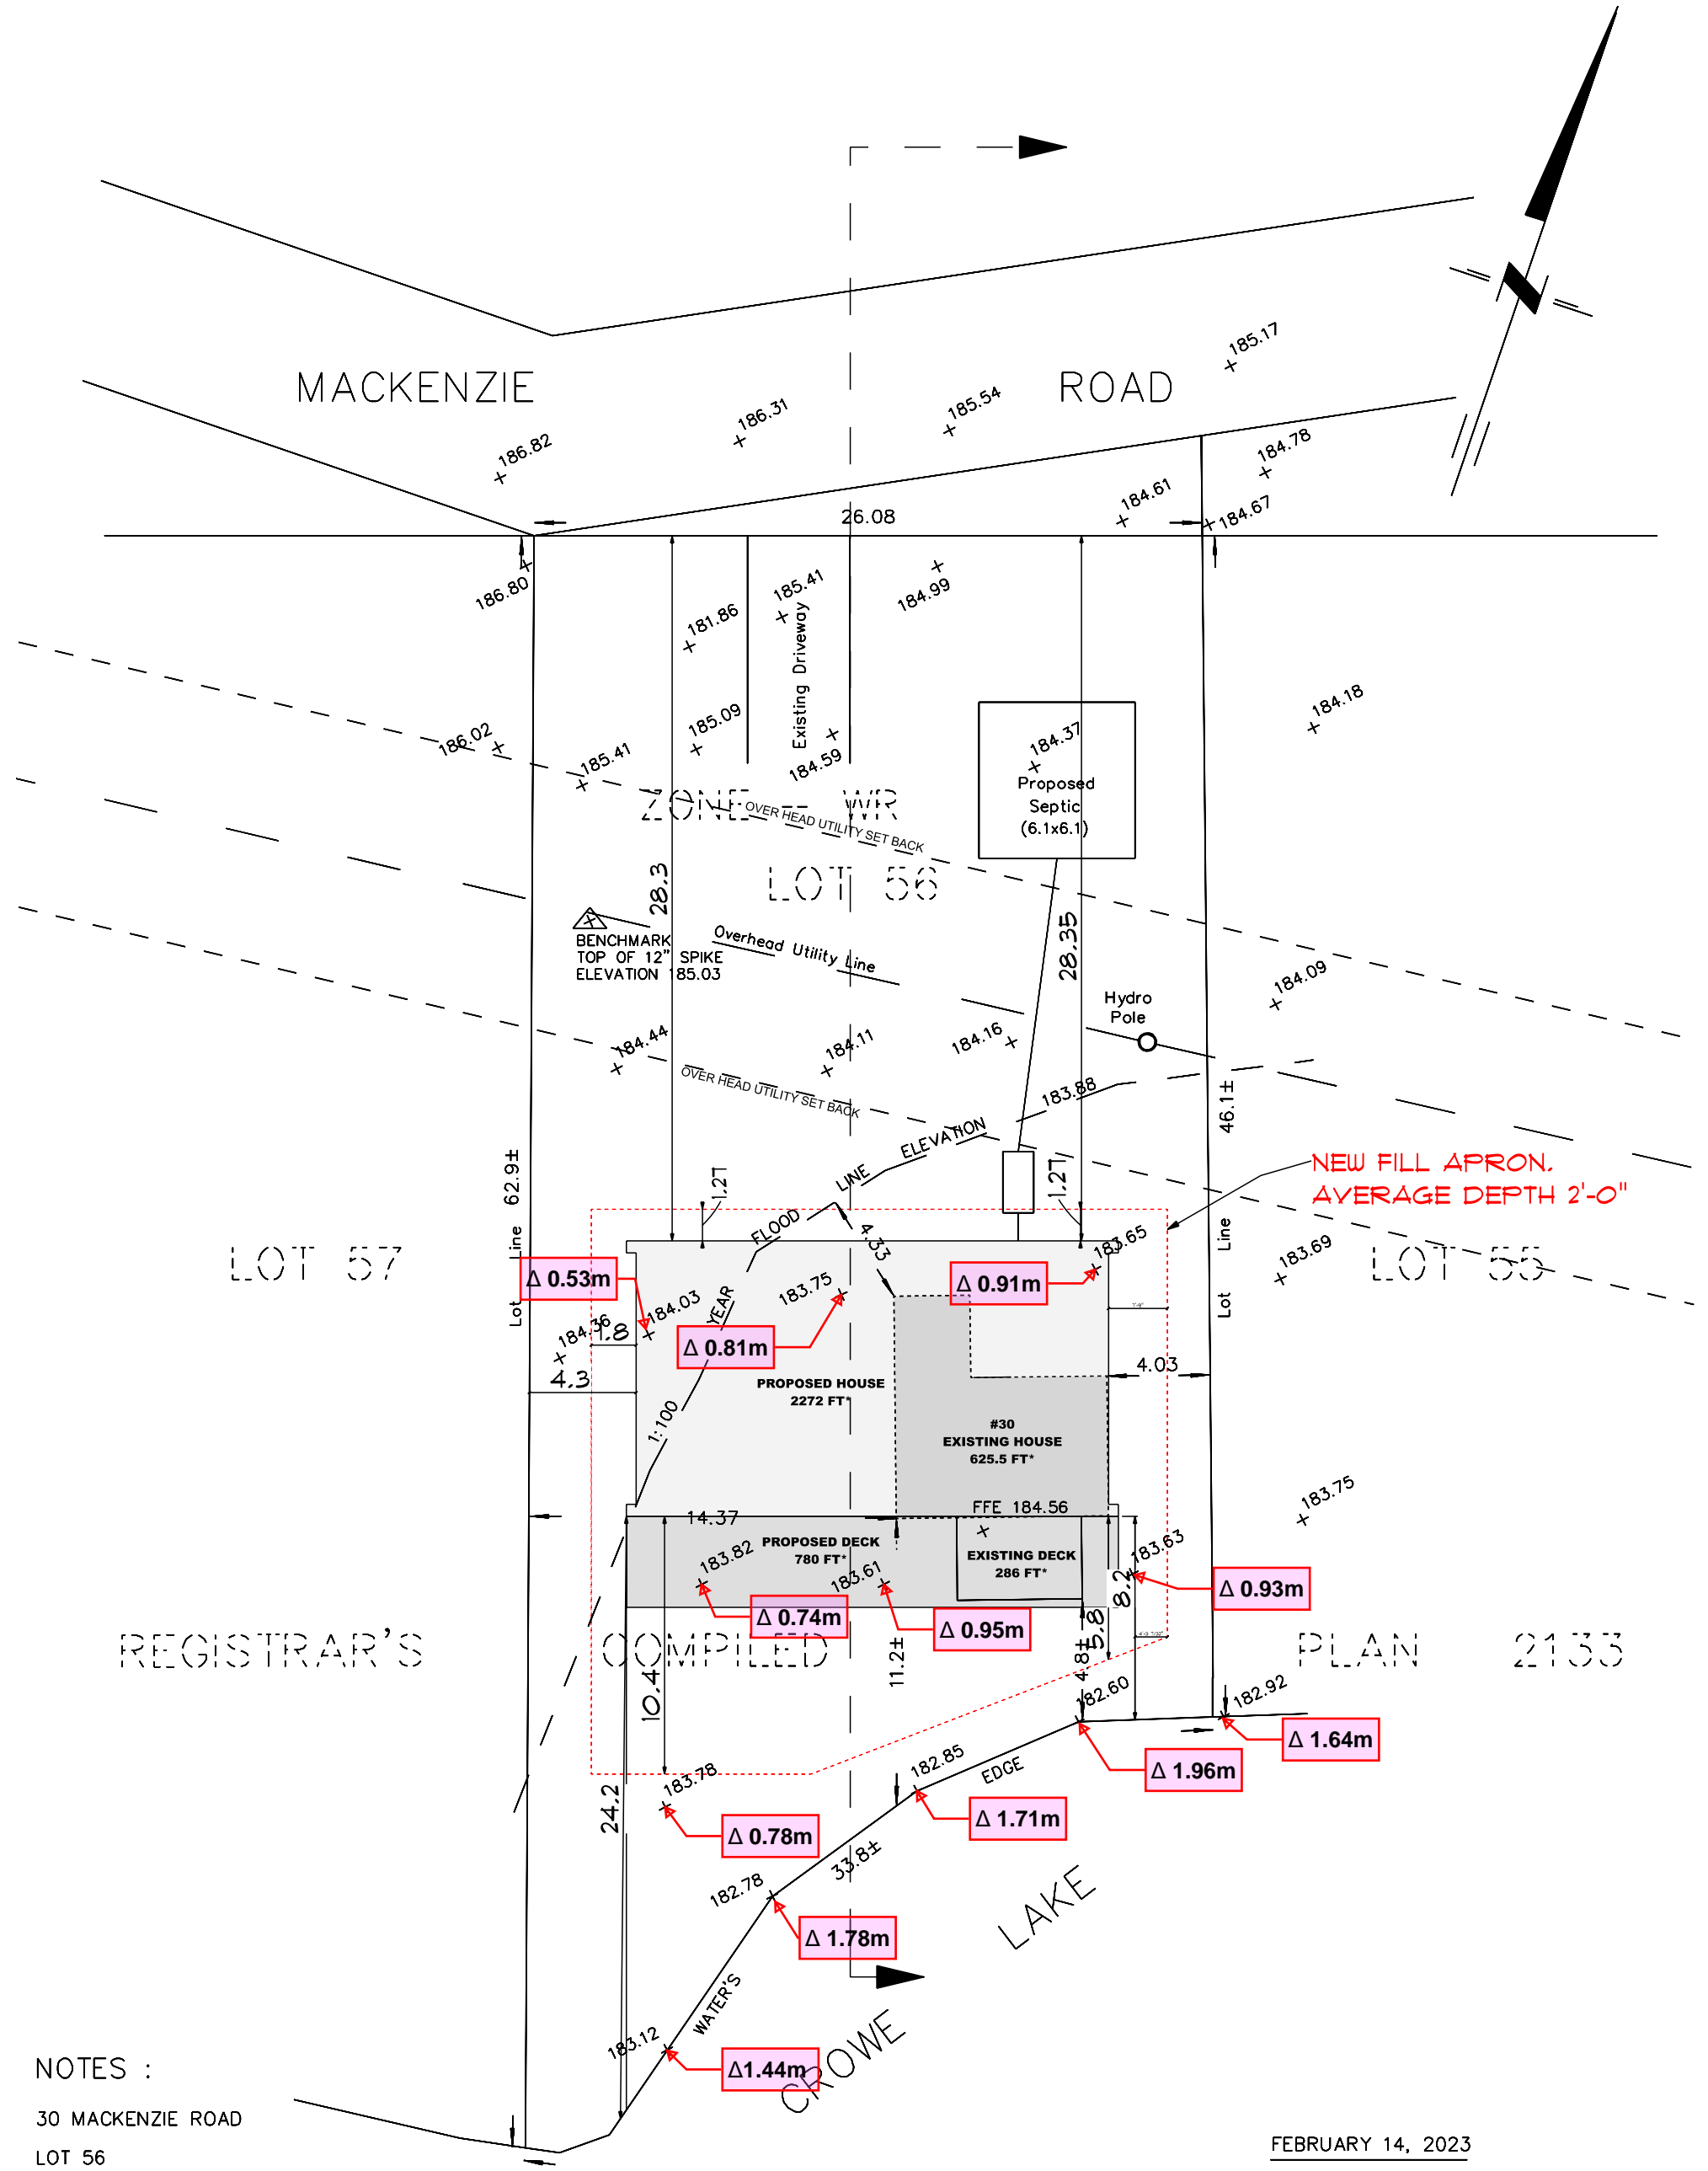 MACKENZIE ROAD
185.17
186.31
185.54
186.82
184.78
184.61
184.67
26.08
186.80
185.41
184.99
181.86
Existing Driveway
184.18
185.09
184.37
186.02
185.41
184.59
Proposed
Septic
(6.1x6.1)
ZONE -- WR
OVER HEAD UTILITY SET BACK
LOT 56
28.3
28.35
BENCHMARK
TOP OF 12" SPIKE
ELEVATION 185.03
Overhead Utility Line
184.09
Hydro
Pole
184.44
184.11
184.16
OVER HEAD UTILITY SET BACK
183.88
46.1±
62.9±
1:100 YEAR FLOOD LINE ELEVATION
NEW FILL APRON.
AVERAGE DEPTH 2'-0"
1.27
1.27
Lot Line
Lot Line
LOT 57
4.33
183.65
183.69
LOT 55
Δ 0.53m
183.75
Δ 0.91m
184.03
184.36
1.8
Δ 0.81m
4.3
4.03
PROPOSED HOUSE
2272 FT²
#30
EXISTING HOUSE
625.5 FT²
FFE 184.56
183.75
14.37
PROPOSED DECK
780 FT²
EXISTING DECK
286 FT²
183.82
183.61
183.63
8.2
Δ 0.93m
Δ 0.74m
Δ 0.95m
5.8
REGISTRAR'S COMPILED PLAN 2133
10.4
11.2±
4.8±
182.60
182.92
Δ 1.64m
Δ 1.96m
182.85
EDGE
183.78
24.2
Δ 1.71m
Δ 0.78m
33.8±
182.78
Δ 1.78m
LAKE
WATER'S
183.12
Δ1.44m
CROWE
NOTES :
30 MACKENZIE ROAD
LOT 56
FEBRUARY 14, 2023